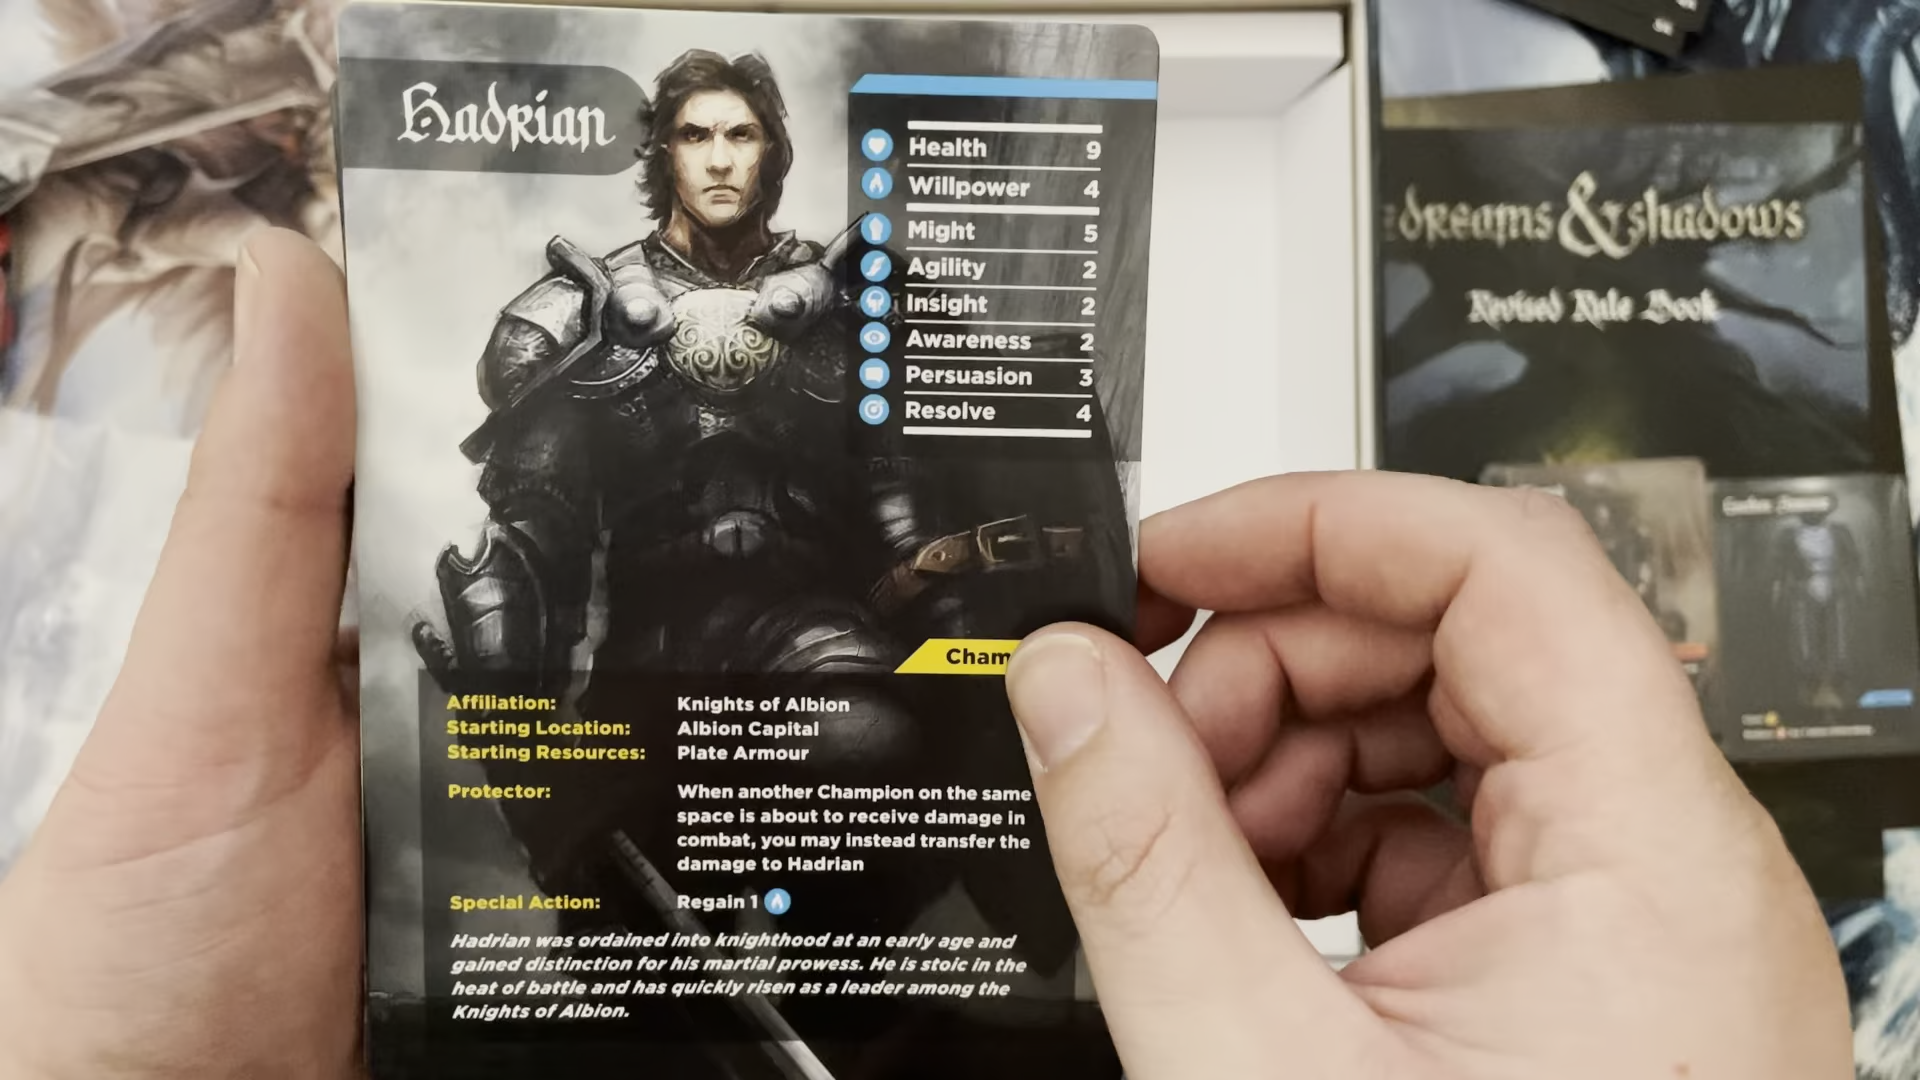 Hadrian
Health 9
Willpower 4
Might 5
Agility 2
Insight 2
Awareness 2
Persuasion 3
Resolve 4
Cham
Affiliation: Knights of Albion
Starting Location: Albion Capital
Starting Resources: Plate Armour
Protector: When another Champion on the same
space is about to receive damage in
combat, you may instead transfer the
damage to Hadrian
Special Action: Regain 1
Hadrian was ordained into knighthood at an early age and
gained distinction for his martial prowess. He is stoic in the
heat of battle and has quickly risen as a leader among the
Knights of Albion.
dreams & shadows
Revised Rule Book